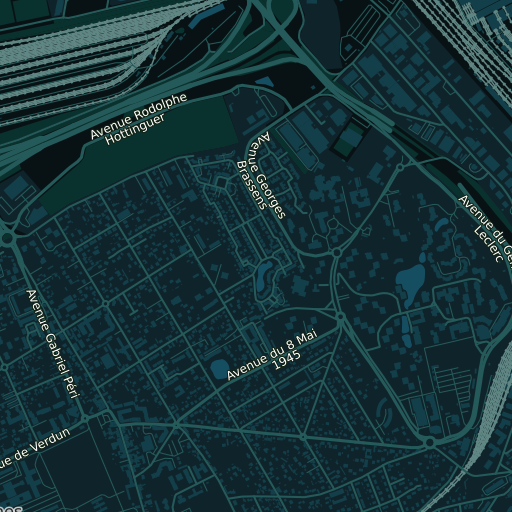 Avenue Rodolphe
Hottinguer
Avenue Georges
Brassens
Avenue du
Leclerc
Avenue Gabriel Péri
Avenue du 8 Mai
1945
ue de Verdun